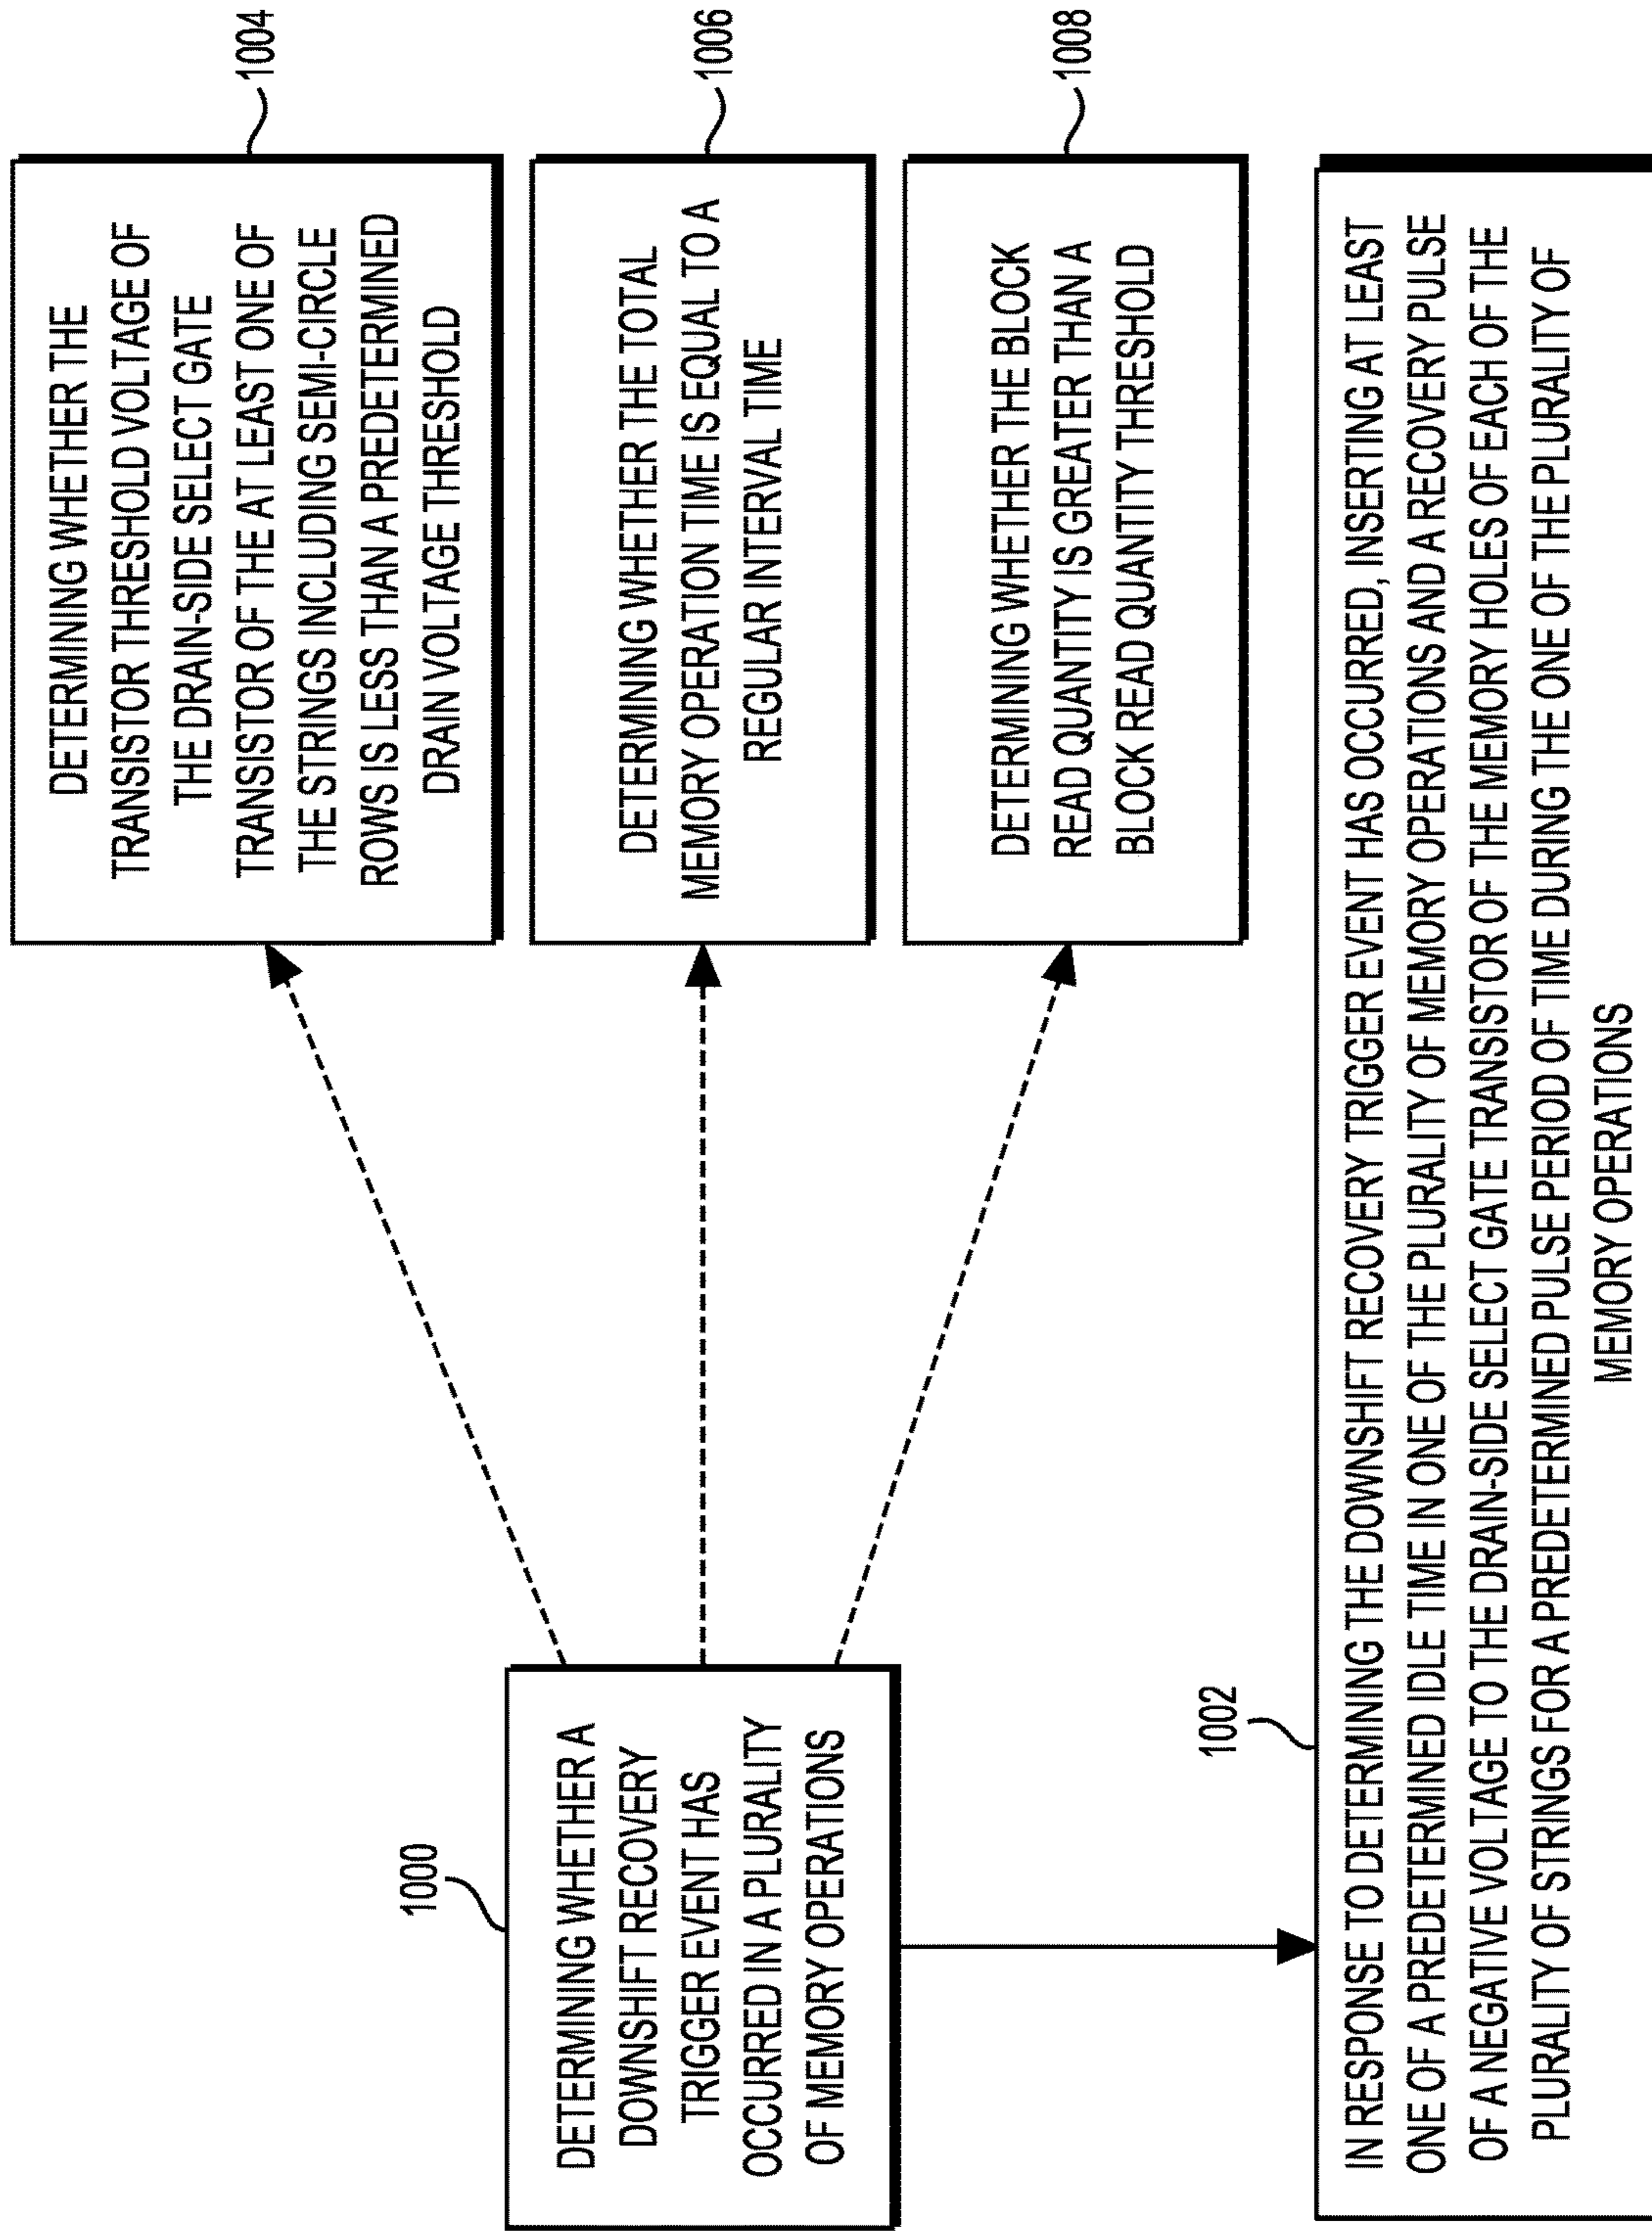 1000
DETERMINING WHETHER A
DOWNSHIFT RECOVERY
TRIGGER EVENT HAS
OCCURRED IN A PLURALITY
OF MEMORY OPERATIONS
1004
DETERMINING WHETHER THE
TRANSISTOR THRESHOLD VOLTAGE OF
THE DRAIN-SIDE SELECT GATE
TRANSISTOR OF THE AT LEAST ONE OF
THE STRINGS INCLUDING SEMI-CIRCLE
ROWS IS LESS THAN A PREDETERMINED
DRAIN VOLTAGE THRESHOLD
1006
DETERMINING WHETHER THE TOTAL
MEMORY OPERATION TIME IS EQUAL TO A
REGULAR INTERVAL TIME
1008
DETERMINING WHETHER THE BLOCK
READ QUANTITY IS GREATER THAN A
BLOCK READ QUANTITY THRESHOLD
1002
IN RESPONSE TO DETERMINING THE DOWNSHIFT RECOVERY TRIGGER EVENT HAS OCCURRED, INSERTING AT LEAST
ONE OF A PREDETERMINED IDLE TIME IN ONE OF THE PLURALITY OF MEMORY OPERATIONS AND A RECOVERY PULSE
OF A NEGATIVE VOLTAGE TO THE DRAIN-SIDE SELECT GATE TRANSISTOR OF THE MEMORY HOLES OF EACH OF THE
PLURALITY OF STRINGS FOR A PREDETERMINED PULSE PERIOD OF TIME DURING THE ONE OF THE PLURALITY OF
MEMORY OPERATIONS